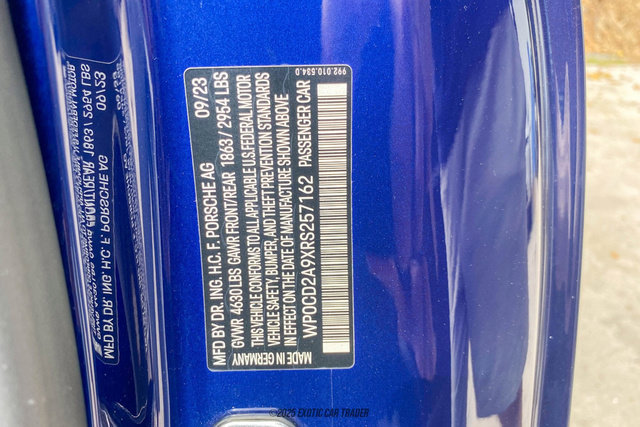 MFD BY DR. ING. H.C. F. PORSCHE AG 09/23
GVWR 4630 LBS GAWR FRONT/REAR 1863 / 2954 LBS
THIS VEHICLE CONFORMS TO ALL APPLICABLE U.S.FEDERAL MOTOR
VEHICLE SAFETY, BUMPER, AND THEFT PREVENTION STANDARDS
IN EFFECT ON THE DATE OF MANUFACTURE SHOWN ABOVE
WP0CD2A9XRS257162 PASSENGER CAR
MADE IN GERMANY
992.010.534.0
©2025 EXOTIC CAR TRADER